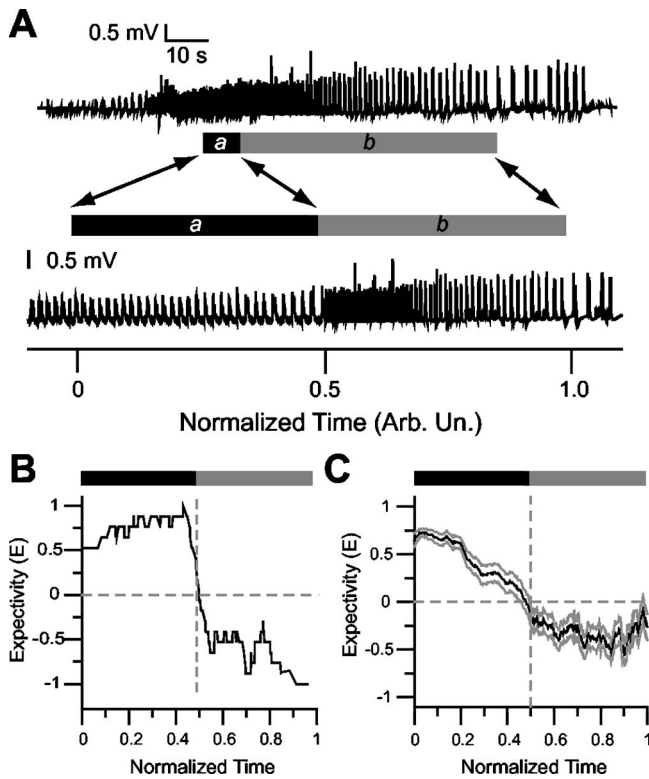 A
0.5 mV
10 s
a
b
a
b
0.5 mV
0 0.5 1.0
Normalized Time (Arb. Un.)
B
Expectivity (E)
1
0.5
0
-0.5
-1
0 0.2 0.4 0.6 0.8 1
Normalized Time
C
Expectivity (E)
1
0.5
0
-0.5
-1
0 0.2 0.4 0.6 0.8 1
Normalized Time